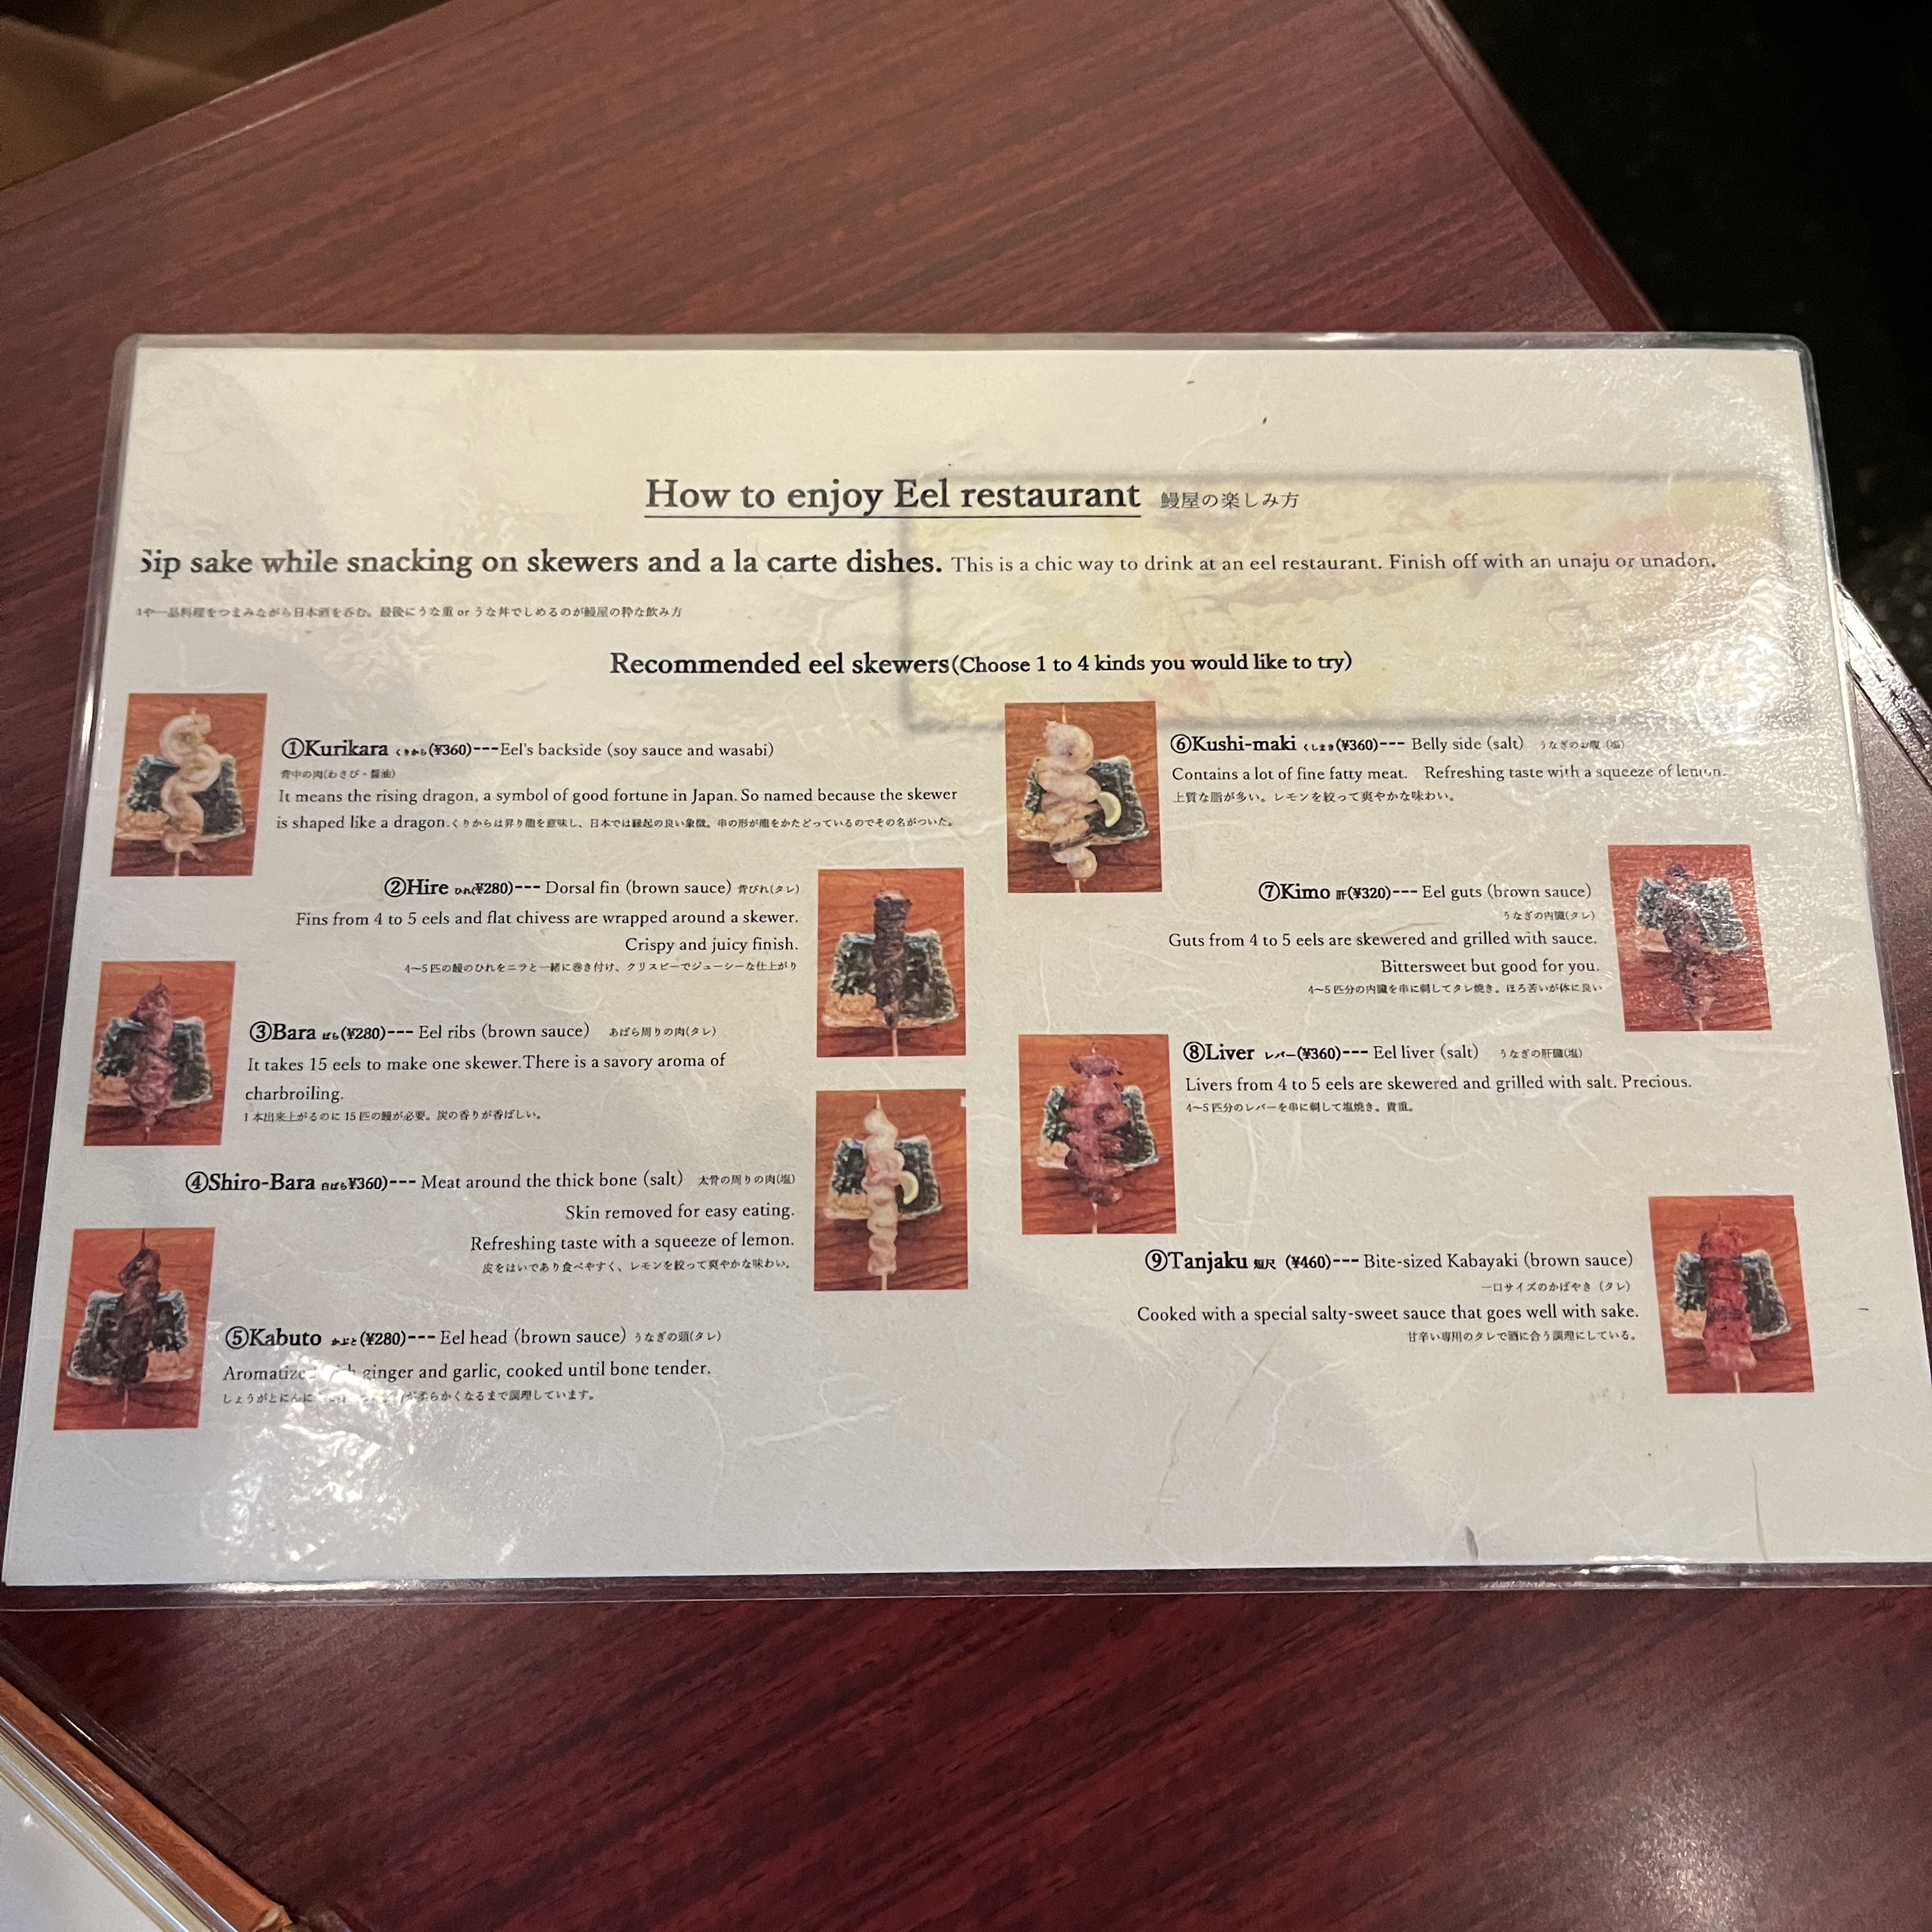 How to enjoy Eel restaurant 鰻屋の楽しみ方
Sip sake while snacking on skewers and a la carte dishes. This is a chic way to drink at an eel restaurant. Finish off with an unaju or unadon.
や一品料理をつまみながら日本酒を呑む。最後にうな重 or うな丼でしめるのが鰻屋の粋な飲み方
Recommended eel skewers(Choose 1 to 4 kinds you would like to try)
①Kurikara くりから(¥360)---Eel's backside (soy sauce and wasabi)
背中の肉(わさび・醤油)
It means the rising dragon, a symbol of good fortune in Japan. So named because the skewer
is shaped like a dragon.くりからは昇り龍を意味し、日本では縁起の良い象徴。串の形が龍をかたどっているのでその名がついた。
②Hire ひれ(¥280)--- Dorsal fin (brown sauce) 背びれ(タレ)
Fins from 4 to 5 eels and flat chivess are wrapped around a skewer.
Crispy and juicy finish.
4～5匹の鰻のひれをニラと一緒に巻き付け、クリスピーでジューシーな仕上がり
③Bara ばら(¥280)--- Eel ribs (brown sauce) あばら周りの肉(タレ)
It takes 15 eels to make one skewer.There is a savory aroma of
charbroiling.
1本出来上がるのに 15 匹の鰻が必要。炭の香りが香ばしい。
④Shiro-Bara 白ばら¥360)--- Meat around the thick bone (salt) 太骨の周りの肉(塩)
Skin removed for easy eating.
Refreshing taste with a squeeze of lemon.
皮をはいであり食べやすく、レモンを絞って爽やかな味わい。
⑤Kabuto かぶと(¥280)--- Eel head (brown sauce) うなぎの頭(タレ)
ginger and garlic, cooked until bone tender.
しょうがとにんに が柔らかくなるまで調理しています。
⑥Kushi-maki くしまき(¥360)--- Belly side (salt) うなぎのお腹(塩)
Contains a lot of fine fatty meat. Refreshing taste with a squeeze of lemon.
上質な脂が多い。レモンを絞って爽やかな味わい。
⑦Kimo 肝(¥320)--- Eel guts (brown sauce)
うなぎの内臓(タレ)
Guts from 4 to 5 eels are skewered and grilled with sauce.
Bittersweet but good for you.
4～5匹分の内臓を串に刺してタレ焼き。ほろ苦いが体に良い
⑧Liver レバー(¥360)--- Eel liver (salt) うなぎの肝臓(塩)
Livers from 4 to 5 eels are skewered and grilled with salt. Precious.
4～5匹分のレバーを串に刺して塩焼き。貴重。
⑨Tanjaku 短尺 (¥460)--- Bite-sized Kabayaki (brown sauce)
一口サイズのかばやき (タレ)
Cooked with a special salty-sweet sauce that goes well with sake.
甘辛い専用のタレで酒に合う調理にしている。